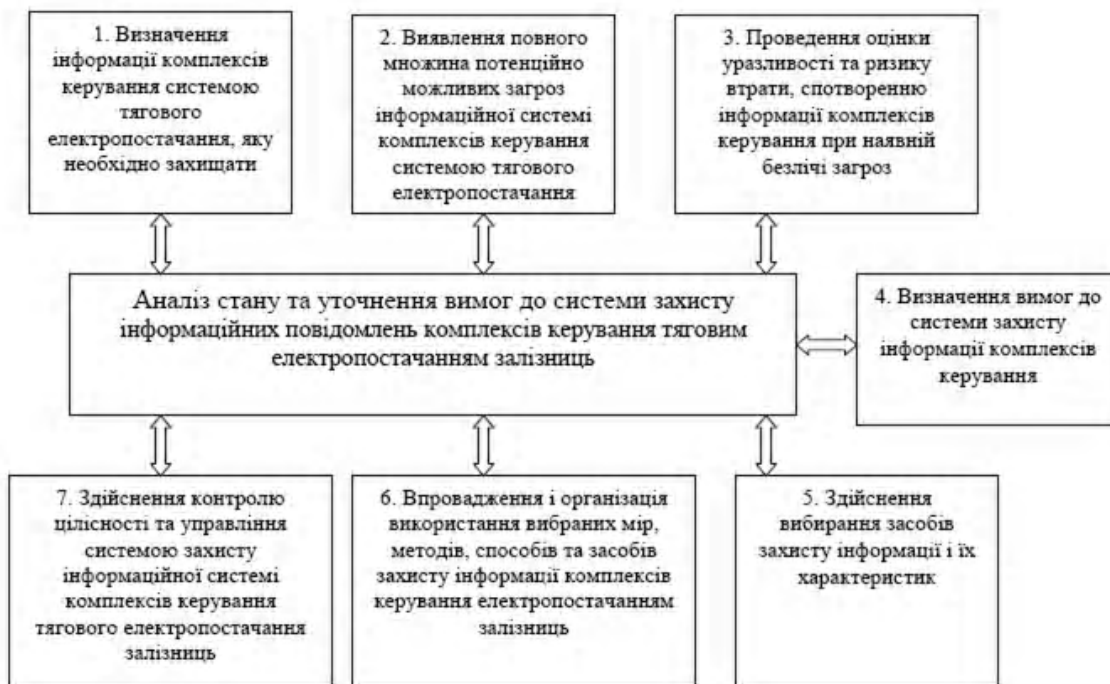 1. Визначення
інформації комплексів
керування системою
тягового
електропостачання, яку
необхідно захищати
2. Виявлення повного
множина потенційно
можливих загроз
інформаційної системі
комплексів керування
системою тягового
електропостачання
3. Проведення оцінки
уразливості та ризику
втрати, спотворенню
інформації комплексів
керування при наявній
безлічі загроз
Аналіз стану та уточнення вимог до системи захисту
інформаційних повідомлень комплексів керування тяговим
електропостачанням залізниць
4. Визначення вимог до
системи захисту
інформації комплексів
керування
7. Здійснення контролю
цілісності та управління
системою захисту
інформаційної системі
комплексів керування
тягового електропостачання
залізниць
6. Впровадження і організація
використання вибраних мір,
методів, способів та засобів
захисту інформації комплексів
керування електропостачанням
залізниць
5. Здійснення
вибирання засобів
захисту інформації і їх
характеристик